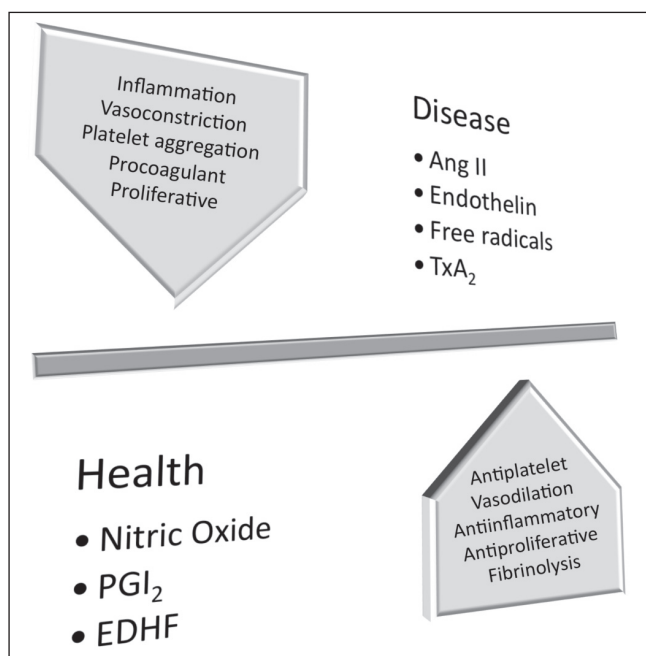 Inflammation
Vasoconstriction
Platelet aggregation
Procoagulant
Proliferative
Disease
• Ang II
• Endothelin
• Free radicals
• TxA₂
Health
• Nitric Oxide
• PGI₂
• EDHF
Antiplatelet
Vasodilation
Antiinflammatory
Antiproliferative
Fibrinolysis